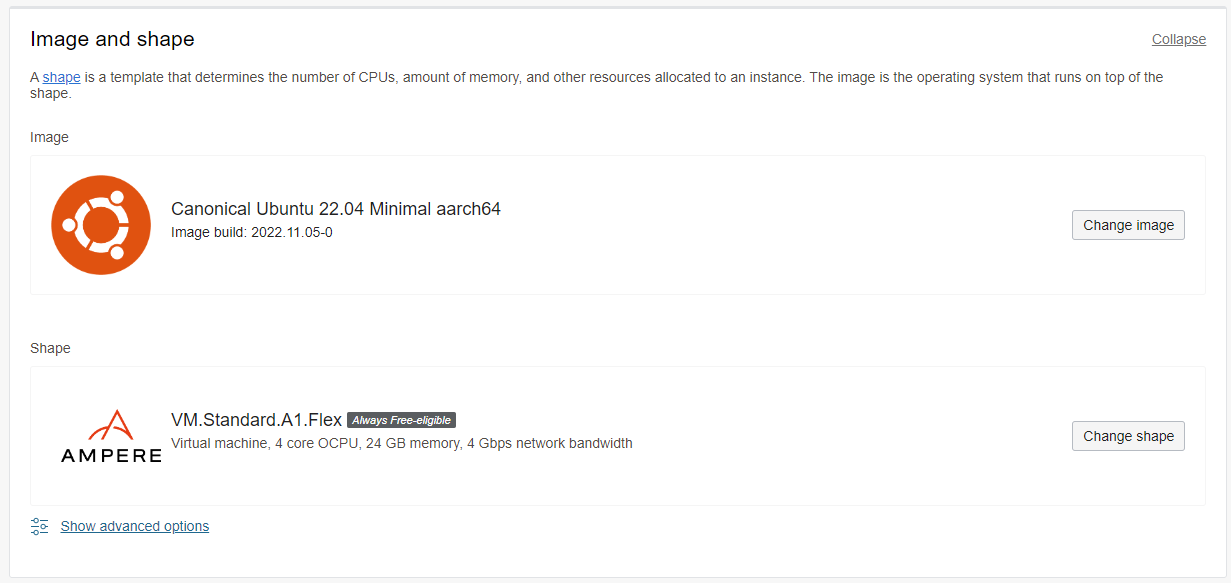 Image and shape
Collapse
A shape is a template that determines the number of CPUs, amount of memory, and other resources allocated to an instance. The image is the operating system that runs on top of the
shape.
Image
Canonical Ubuntu 22.04 Minimal aarch64
Image build: 2022.11.05-0
Change image
Shape
AMPERE
VM.Standard.A1.Flex Always Free-eligible
Virtual machine, 4 core OCPU, 24 GB memory, 4 Gbps network bandwidth
Change shape
Show advanced options